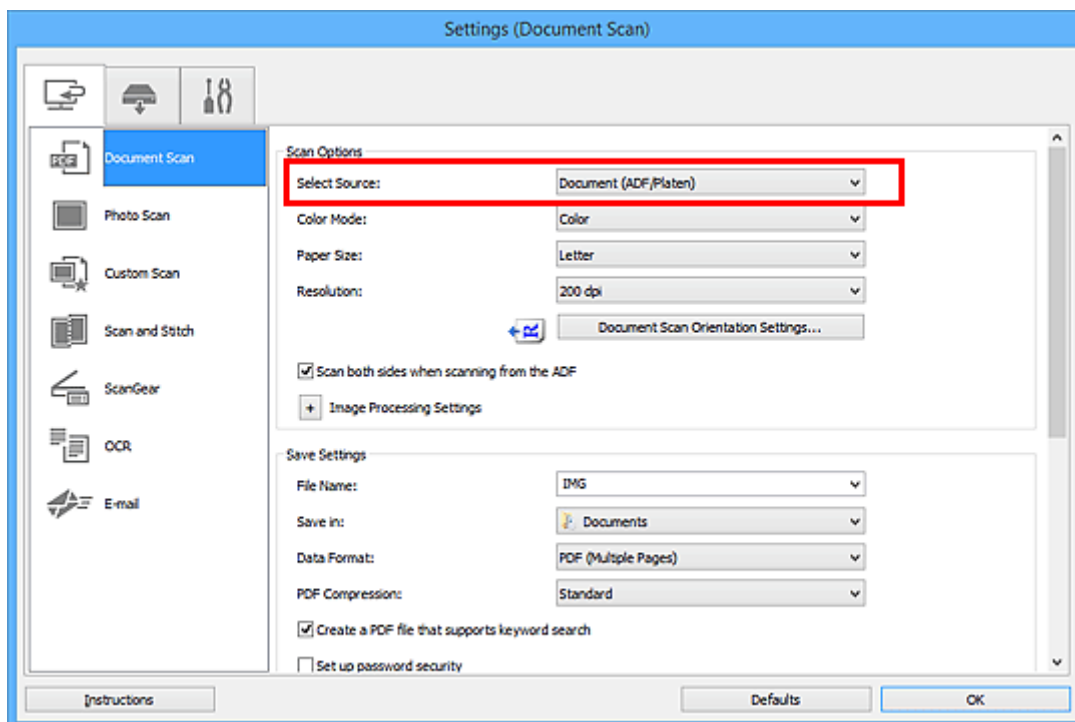 Settings (Document Scan)
PDF
Document Scan
Photo Scan
Custom Scan
Scan and Stitch
ScanGear
OCR
E-mail
Scan Options
Select Source: Document (ADF/Platen)
Color Mode: Color
Paper Size: Letter
Resolution: 200 dpi
R Document Scan Orientation Settings...
Scan both sides when scanning from the ADF
+ Image Processing Settings
Save Settings
File Name: IMG
Save in: Documents
Data Format: PDF (Multiple Pages)
PDF Compression: Standard
Create a PDF file that supports keyword search
Set up password security
Instructions Defaults OK